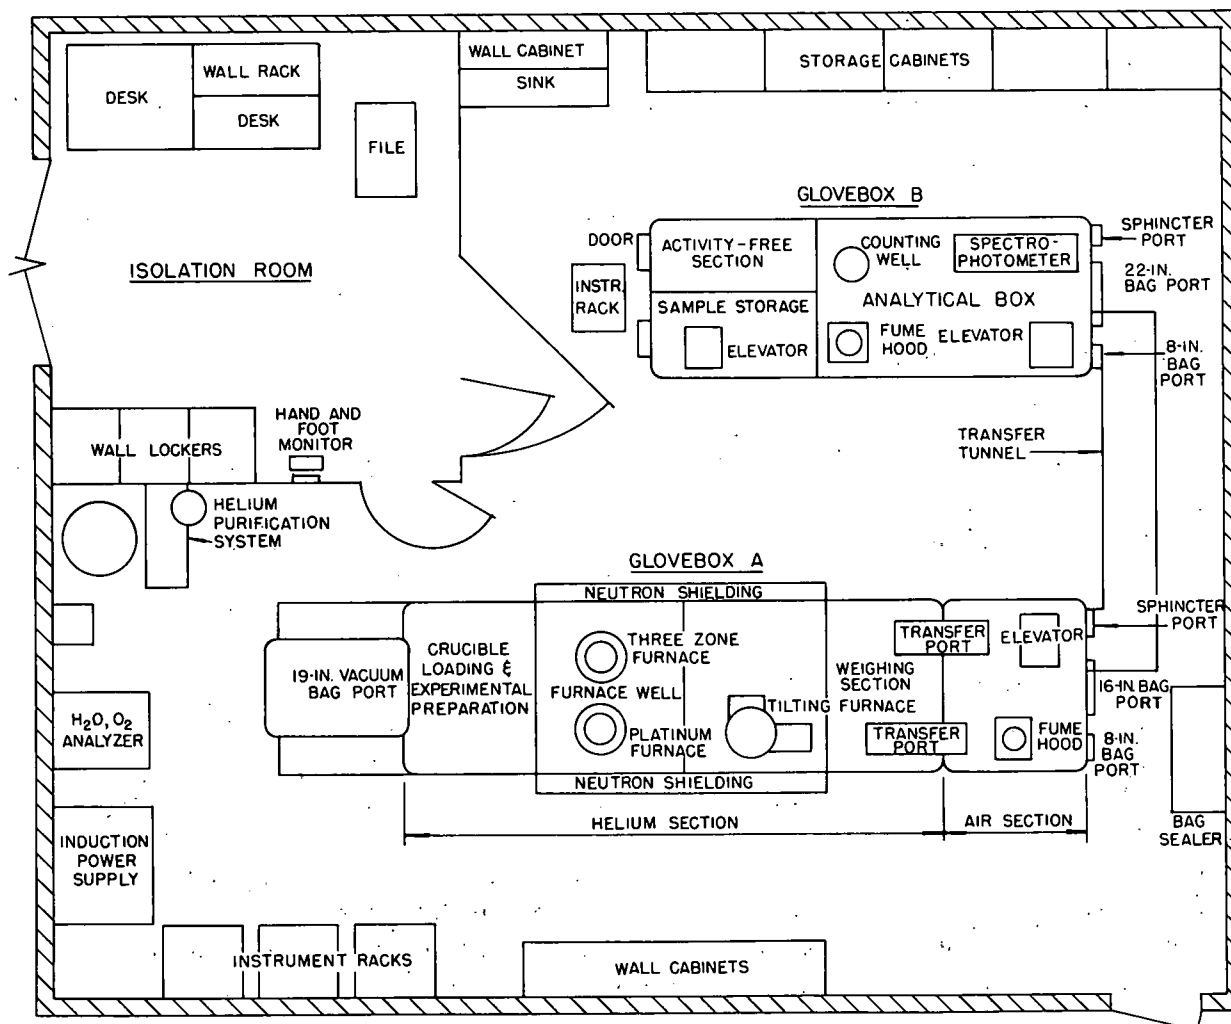 WALL RACK
DESK
DESK
FILE
WALL CABINET
SINK
STORAGE CABINETS
ISOLATION ROOM
GLOVEBOX B
DOOR
ACTIVITY-FREE
SECTION
COUNTING
WELL
SPECTRO-
PHOTOMETER
SPHINCTER
PORT
22-IN.
BAG PORT
INSTR.
RACK
SAMPLE STORAGE
ANALYTICAL BOX
ELEVATOR
FUME
HOOD
ELEVATOR
8-IN.
BAG
PORT
TRANSFER
TUNNEL
WALL LOCKERS
HAND AND
FOOT
MONITOR
HELIUM
PURIFICATION
SYSTEM
GLOVEBOX A
NEUTRON SHIELDING
19-IN. VACUUM
BAG PORT
CRUCIBLE
LOADING &
EXPERIMENTAL
PREPARATION
THREE ZONE
FURNACE
FURNACE WELL
PLATINUM
FURNACE
TILTING FURNACE
WEIGHING
SECTION
TRANSFER
PORT
TRANSFER
PORT
ELEVATOR
SPHINCTER
PORT
16-IN. BAG
PORT
FUME
HOOD
8-IN.
BAG
PORT
NEUTRON SHIELDING
HELIUM SECTION
AIR SECTION
BAG
SEALER
H2O, O2
ANALYZER
INDUCTION
POWER
SUPPLY
INSTRUMENT RACKS
WALL CABINETS